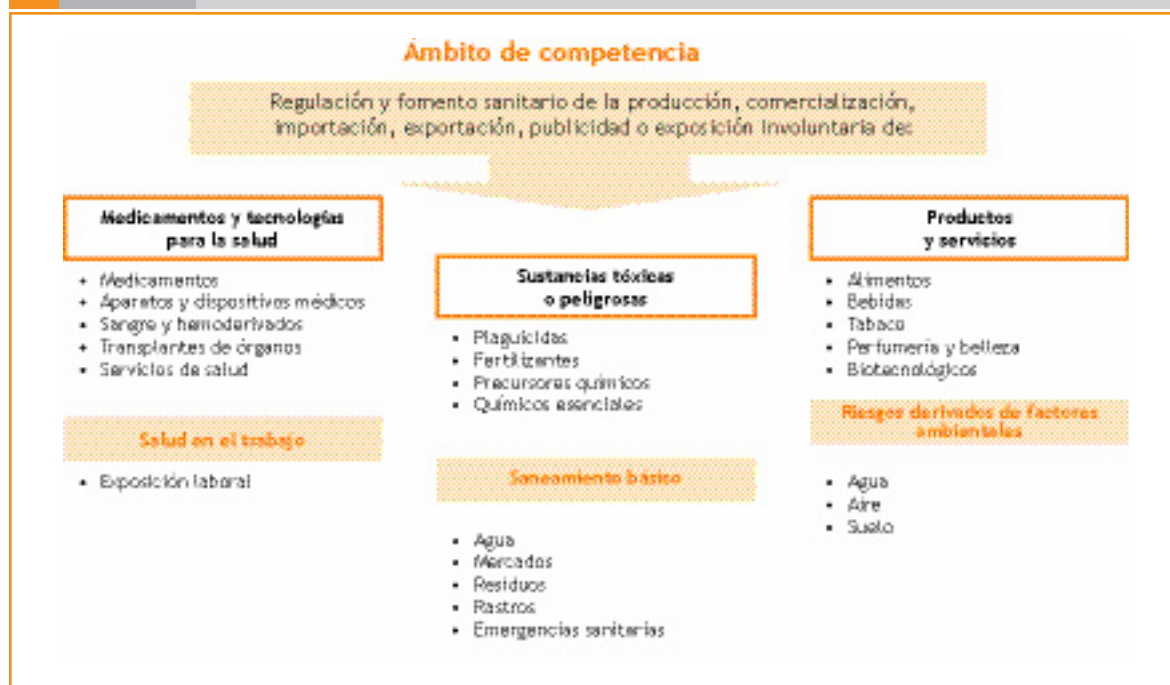 Ámbito de competencia
Regulación y fomento sanitario de la producción, comercialización,
importación, exportación, publicidad o exposición involuntaria de:
Medicamentos y tecnologías
para la salud
• Medicamentos
• Aparatos y dispositivos médicos
• Sangre y hemoderivados
• Transplantes de órganos
• Servicios de salud
Salud en el trabajo
• Exposición laboral
Sustancias tóxicas
o peligrosas
• Plaguicidas
• Fertilizantes
• Precursores químicos
• Químicos esenciales
Saneamiento básico
• Agua
• Mercados
• Residuos
• Rastros
• Emergencias sanitarias
Productos
y servicios
• Alimentos
• Bebidas
• Tabaco
• Perfumería y belleza
• Biotecnológicos
Riesgos derivados de factores
ambientales
• Agua
• Aire
• Suelo